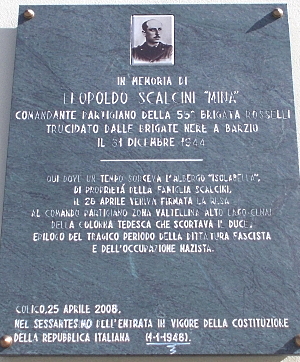 IN MEMORIA DI
LEOPOLDO SCALCINI "MINA"
COMANDANTE PARTIGIANO DELLA 55ª BRIGATA ROSSELLI
TRUCIDATO DALLE BRIGATE NERE A BARZIO
IL 31 DICEMBRE 1944
QUI DOVE UN TEMPO SORGEVA L'ALBERGO "ISOLABELLA",
DI PROPRIETÀ DELLA FAMIGLIA SCALCINI,
IL 28 APRILE VENIVA FIRMATA LA RESA
AL COMANDO PARTIGIANO ZONA VALTELLINA ALTO LAGO
DELLA COLONNA TEDESCA CHE SCORTAVA IL DUCE,
EPILOGO DEL TRAGICO PERIODO DELLA DITTATURA FASCISTA
E DELL'OCCUPAZIONE NAZISTA.
COLICO, 25 APRILE 2008.
NEL SESSANTESIMO DELL'ENTRATA IN VIGORE DELLA COSTITUZIONE
DELLA REPUBBLICA ITALIANA (1-1-1948).